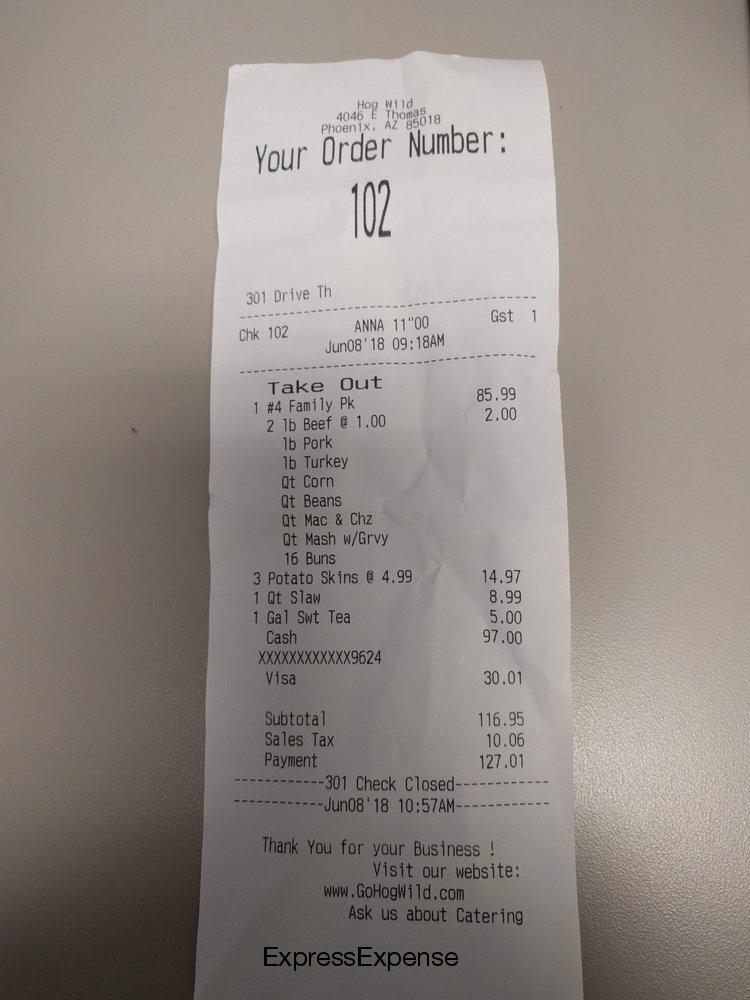 Hog Wild
4046 E Thomas
Phoenix, AZ 85018
Your Order Number:
102
301 Drive Th
Chk 102 ANNA 11"00 Gst 1
Jun08'18 09:18AM
Take Out
1 #4 Family Pk 85.99
2 lb Beef @ 1.00 2.00
lb Pork
lb Turkey
Qt Corn
Qt Beans
Qt Mac & Chz
Qt Mash w/Grvy
16 Buns
3 Potato Skins @ 4.99 14.97
1 Qt Slaw 8.99
1 Gal Swt Tea 5.00
Cash 97.00
XXXXXXXXXXXX9624
Visa 30.01
Subtotal 116.95
Sales Tax 10.06
Payment 127.01
------------301 Check Closed-------------
------------Jun08'18 10:57AM-------------
Thank You for your Business !
Visit our website:
www.GoHogWild.com
Ask us about Catering
ExpressExpense